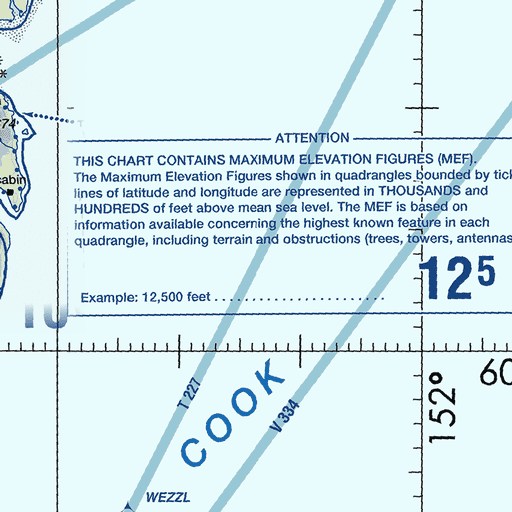 ATTENTION
THIS CHART CONTAINS MAXIMUM ELEVATION FIGURES (MEF).
The Maximum Elevation Figures shown in quadrangles bounded by tick
lines of latitude and longitude are represented in THOUSANDS and
HUNDREDS of feet above mean sea level. The MEF is based on
information available concerning the highest known feature in each
quadrangle, including terrain and obstructions (trees, towers, antennas
Example: 12,500 feet ........................
12⁵
74
cabin
T 227
COOK
V 334
152°
60
WEZZL